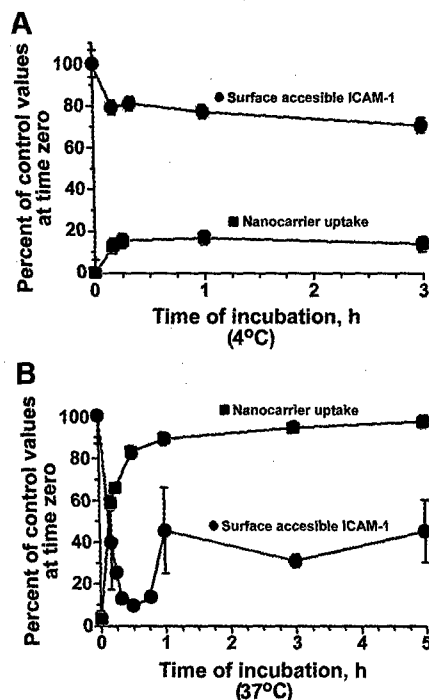 A
Percent of control values
at time zero
100
80
60
40
20
0
Surface accesible ICAM-1
Nanocarrier uptake
0 1 2 3
Time of incubation, h
(4°C)
B
Percent of control values
at time zero
100
80
60
40
20
0
Nanocarrier uptake
Surface accesible ICAM-1
0 1 2 3 4 5
Time of incubation, h
(37°C)